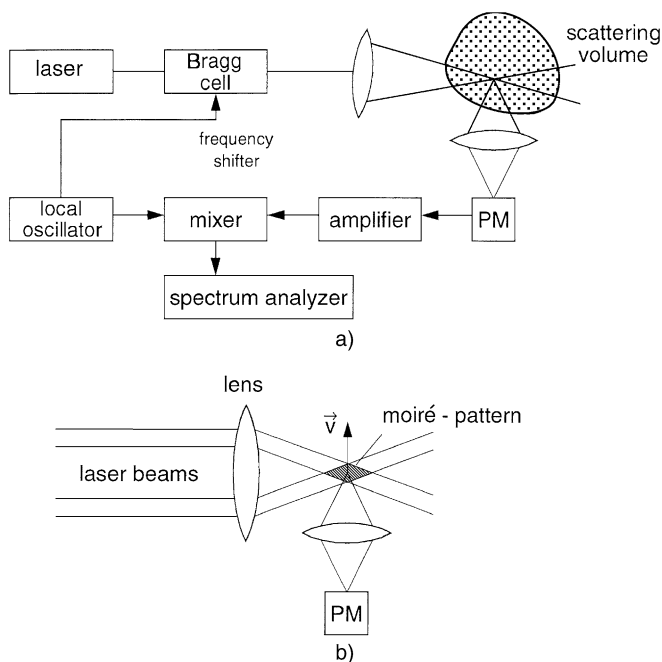 laser
Bragg
cell
scattering
volume
frequency
shifter
local
oscillator
mixer
amplifier
PM
spectrum analyzer
a)
lens
v
moiré - pattern
laser beams
PM
b)